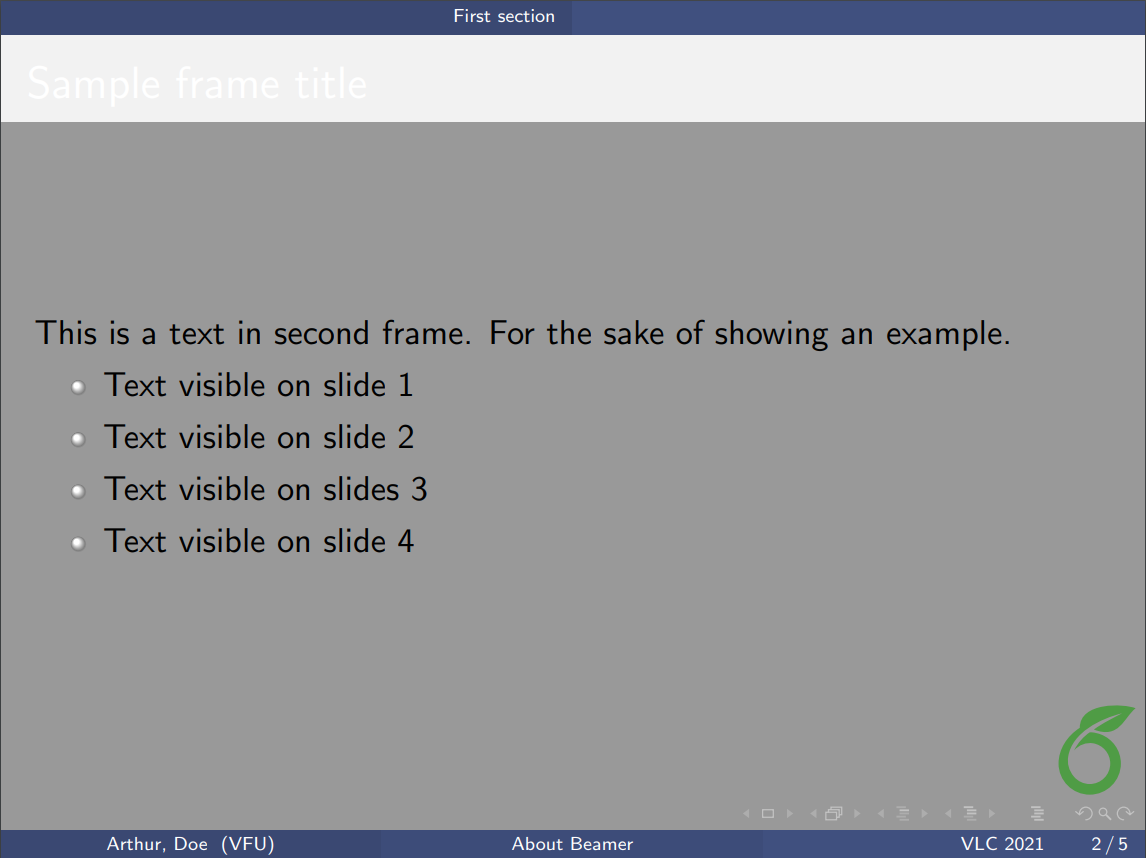 First section
Sample frame title
This is a text in second frame. For the sake of showing an example.
Text visible on slide 1
Text visible on slide 2
Text visible on slides 3
Text visible on slide 4
Arthur, Doe (VFU) About Beamer VLC 2021 2 / 5